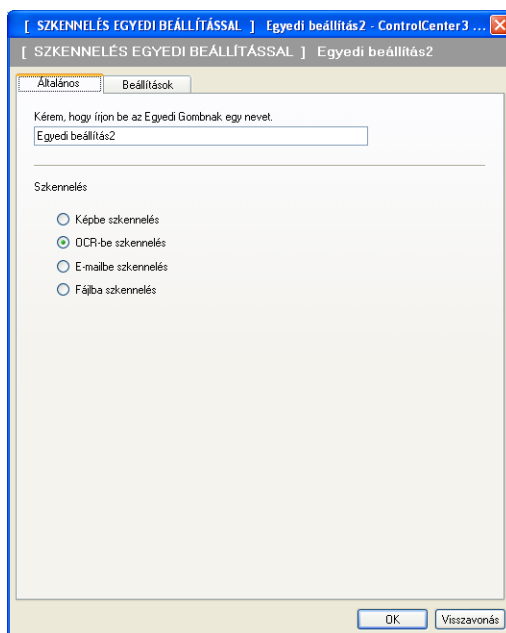 [ SZKENNELÉS EGYEDI BEÁLLÍTÁSSAL ] Egyedi beállítás2 - ControlCenter3 ...
[ SZKENNELÉS EGYEDI BEÁLLÍTÁSSAL ] Egyedi beállítás2
Általános Beállítások
Kérem, hogy írjon be az Egyedi Gombnak egy nevet.
Egyedi beállítás2
Szkennelés
Képbe szkennelés
OCR-be szkennelés
E-mailbe szkennelés
Fájlba szkennelés
OK Visszavonás